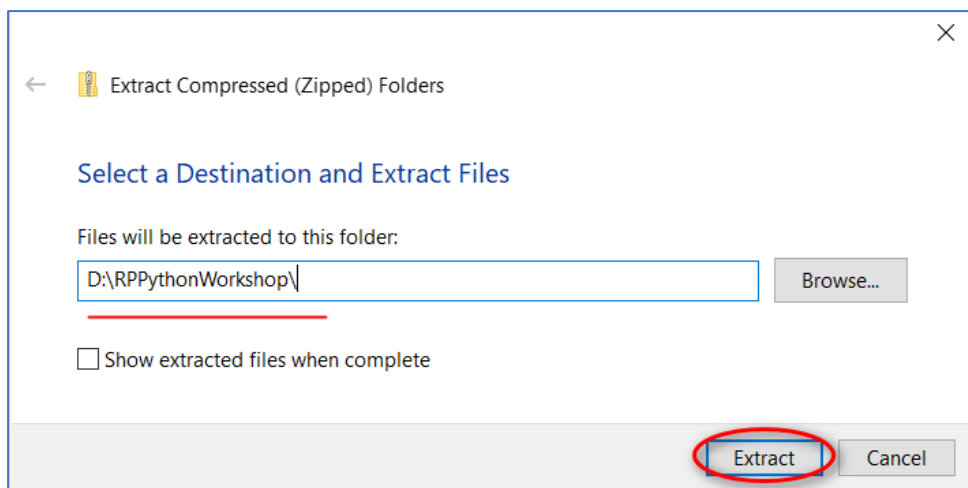 Extract Compressed (Zipped) Folders
Select a Destination and Extract Files
Files will be extracted to this folder:
D:\RPPythonWorkshop\
Browse...
Show extracted files when complete
Extract
Cancel